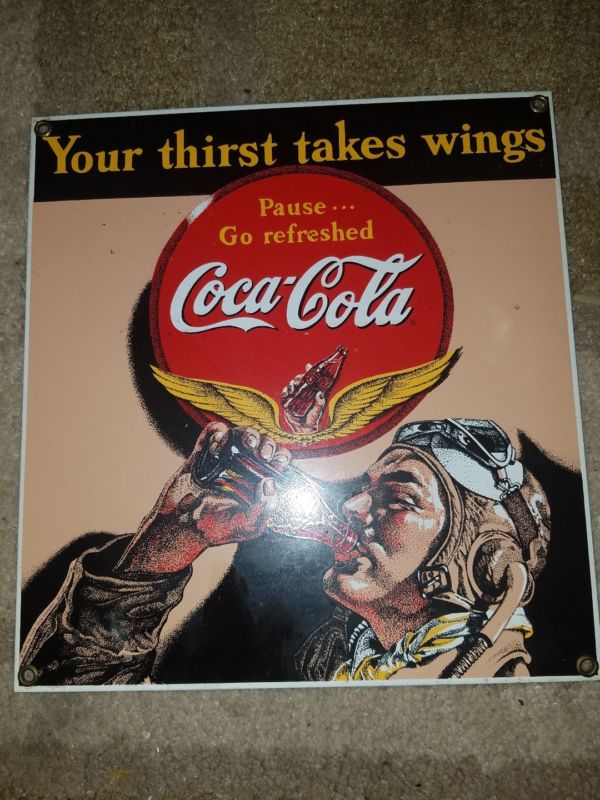 Your thirst takes wings
Pause...
Go refreshed
Coca-Cola